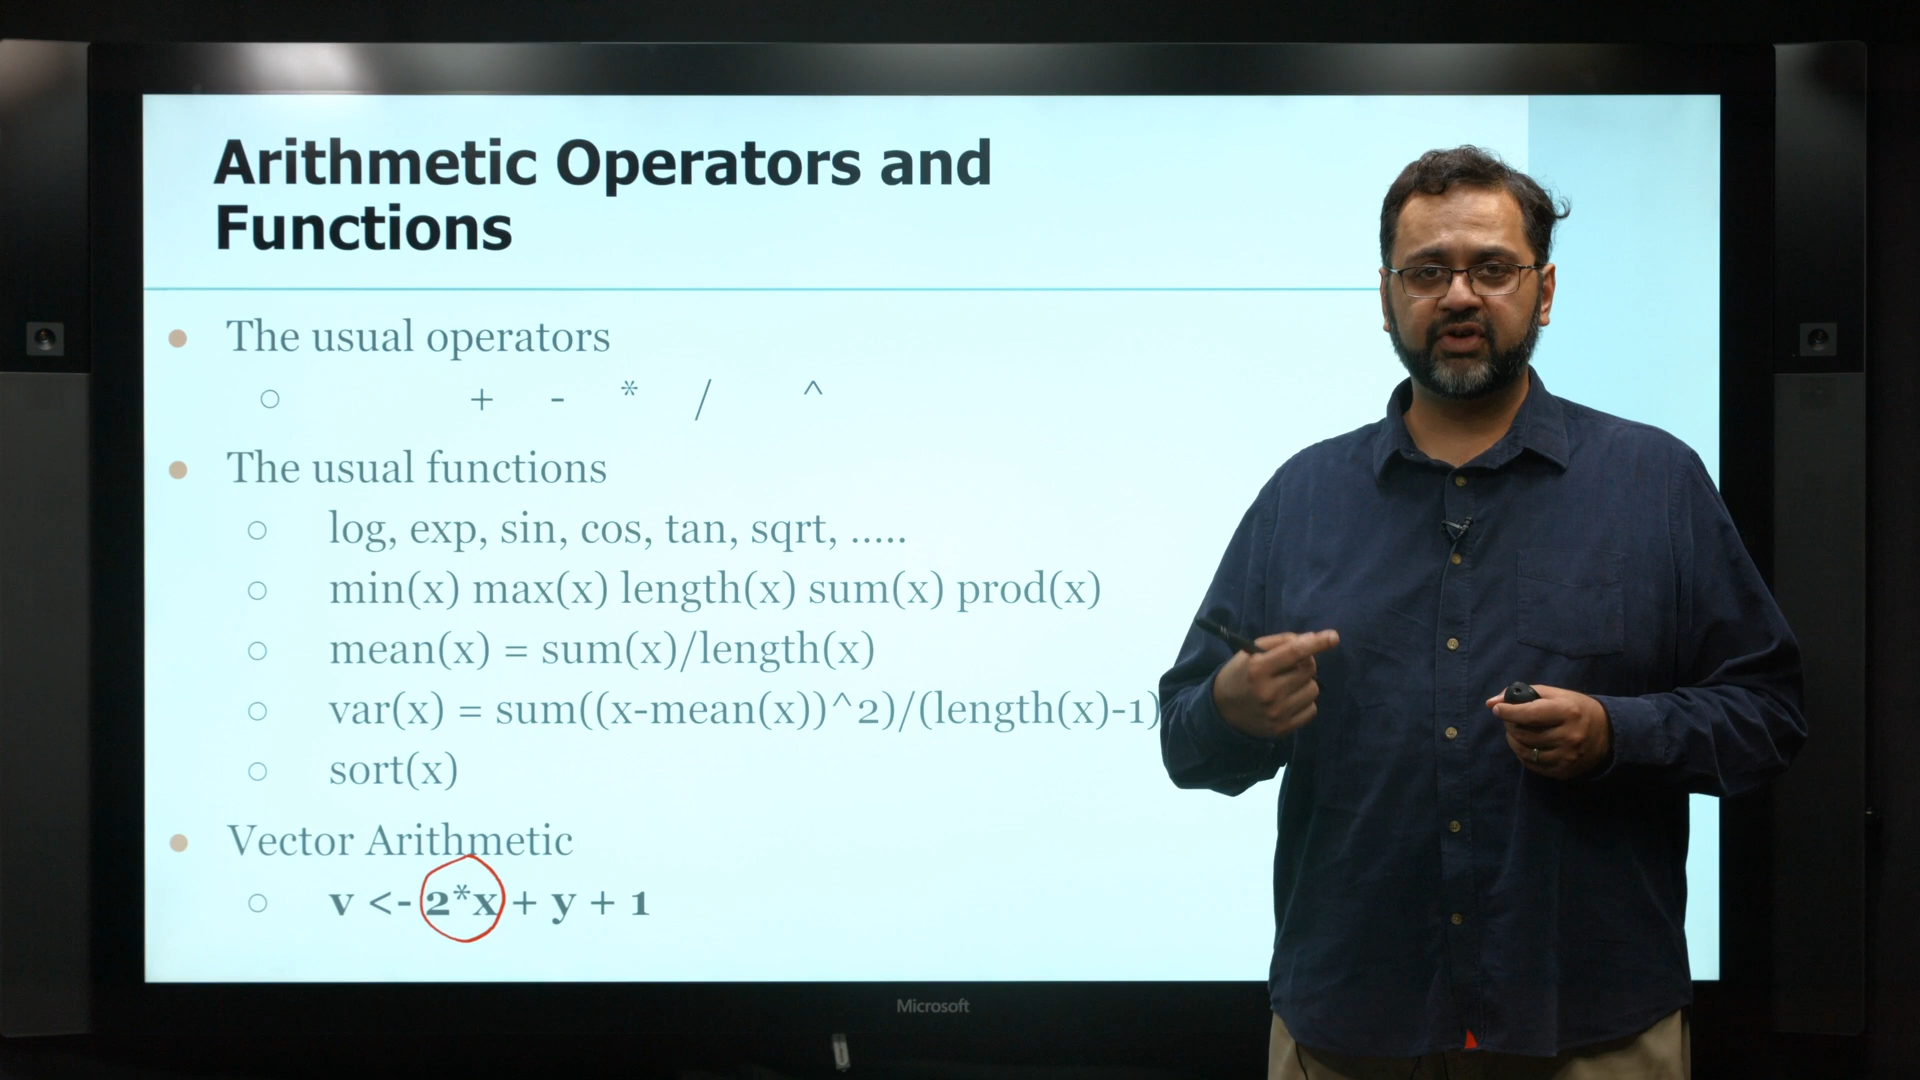 Arithmetic Operators and
Functions
The usual operators
+ - * / ^
The usual functions
log, exp, sin, cos, tan, sqrt, .....
min(x) max(x) length(x) sum(x) prod(x)
mean(x) = sum(x)/length(x)
var(x) = sum((x-mean(x))^2)/(length(x)-1)
sort(x)
Vector Arithmetic
v <- 2*x + y + 1
Microsoft